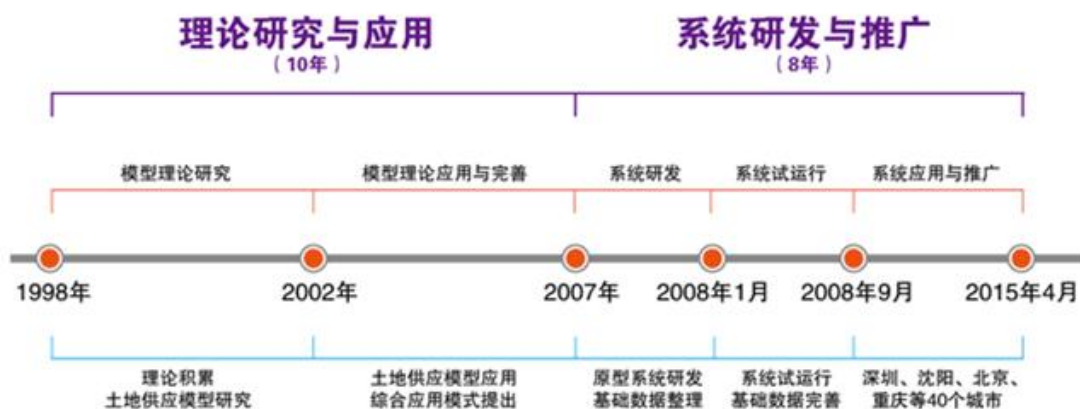 理论研究与应用
（10年）
系统研发与推广
（8年）
模型理论研究
模型理论应用与完善
系统研发
系统试运行
系统应用与推广
1998年
2002年
2007年
2008年1月
2008年9月
2015年4月
理论积累
土地供应模型研究
土地供应模型应用
综合应用模式提出
原型系统研发
基础数据整理
系统试运行
基础数据完善
深圳、沈阳、北京、
重庆等40个城市